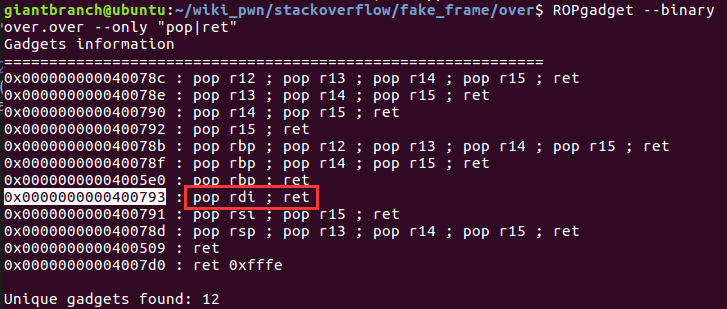 giantbranch@ubuntu:~/wiki_pwn/stackoverflow/fake_frame/over$ ROPgadget --binary
over.over --only "pop|ret"
Gadgets information
============================================================
0x000000000040078c : pop r12 ; pop r13 ; pop r14 ; pop r15 ; ret
0x000000000040078e : pop r13 ; pop r14 ; pop r15 ; ret
0x0000000000400790 : pop r14 ; pop r15 ; ret
0x0000000000400792 : pop r15 ; ret
0x000000000040078b : pop rbp ; pop r12 ; pop r13 ; pop r14 ; pop r15 ; ret
0x000000000040078f : pop rbp ; pop r14 ; pop r15 ; ret
0x00000000004005e0 : pop rbp ; ret
0x0000000000400793 : pop rdi ; ret
0x0000000000400791 : pop rsi ; pop r15 ; ret
0x000000000040078d : pop rsp ; pop r13 ; pop r14 ; pop r15 ; ret
0x0000000000400509 : ret
0x00000000004007d0 : ret 0xfffe
Unique gadgets found: 12